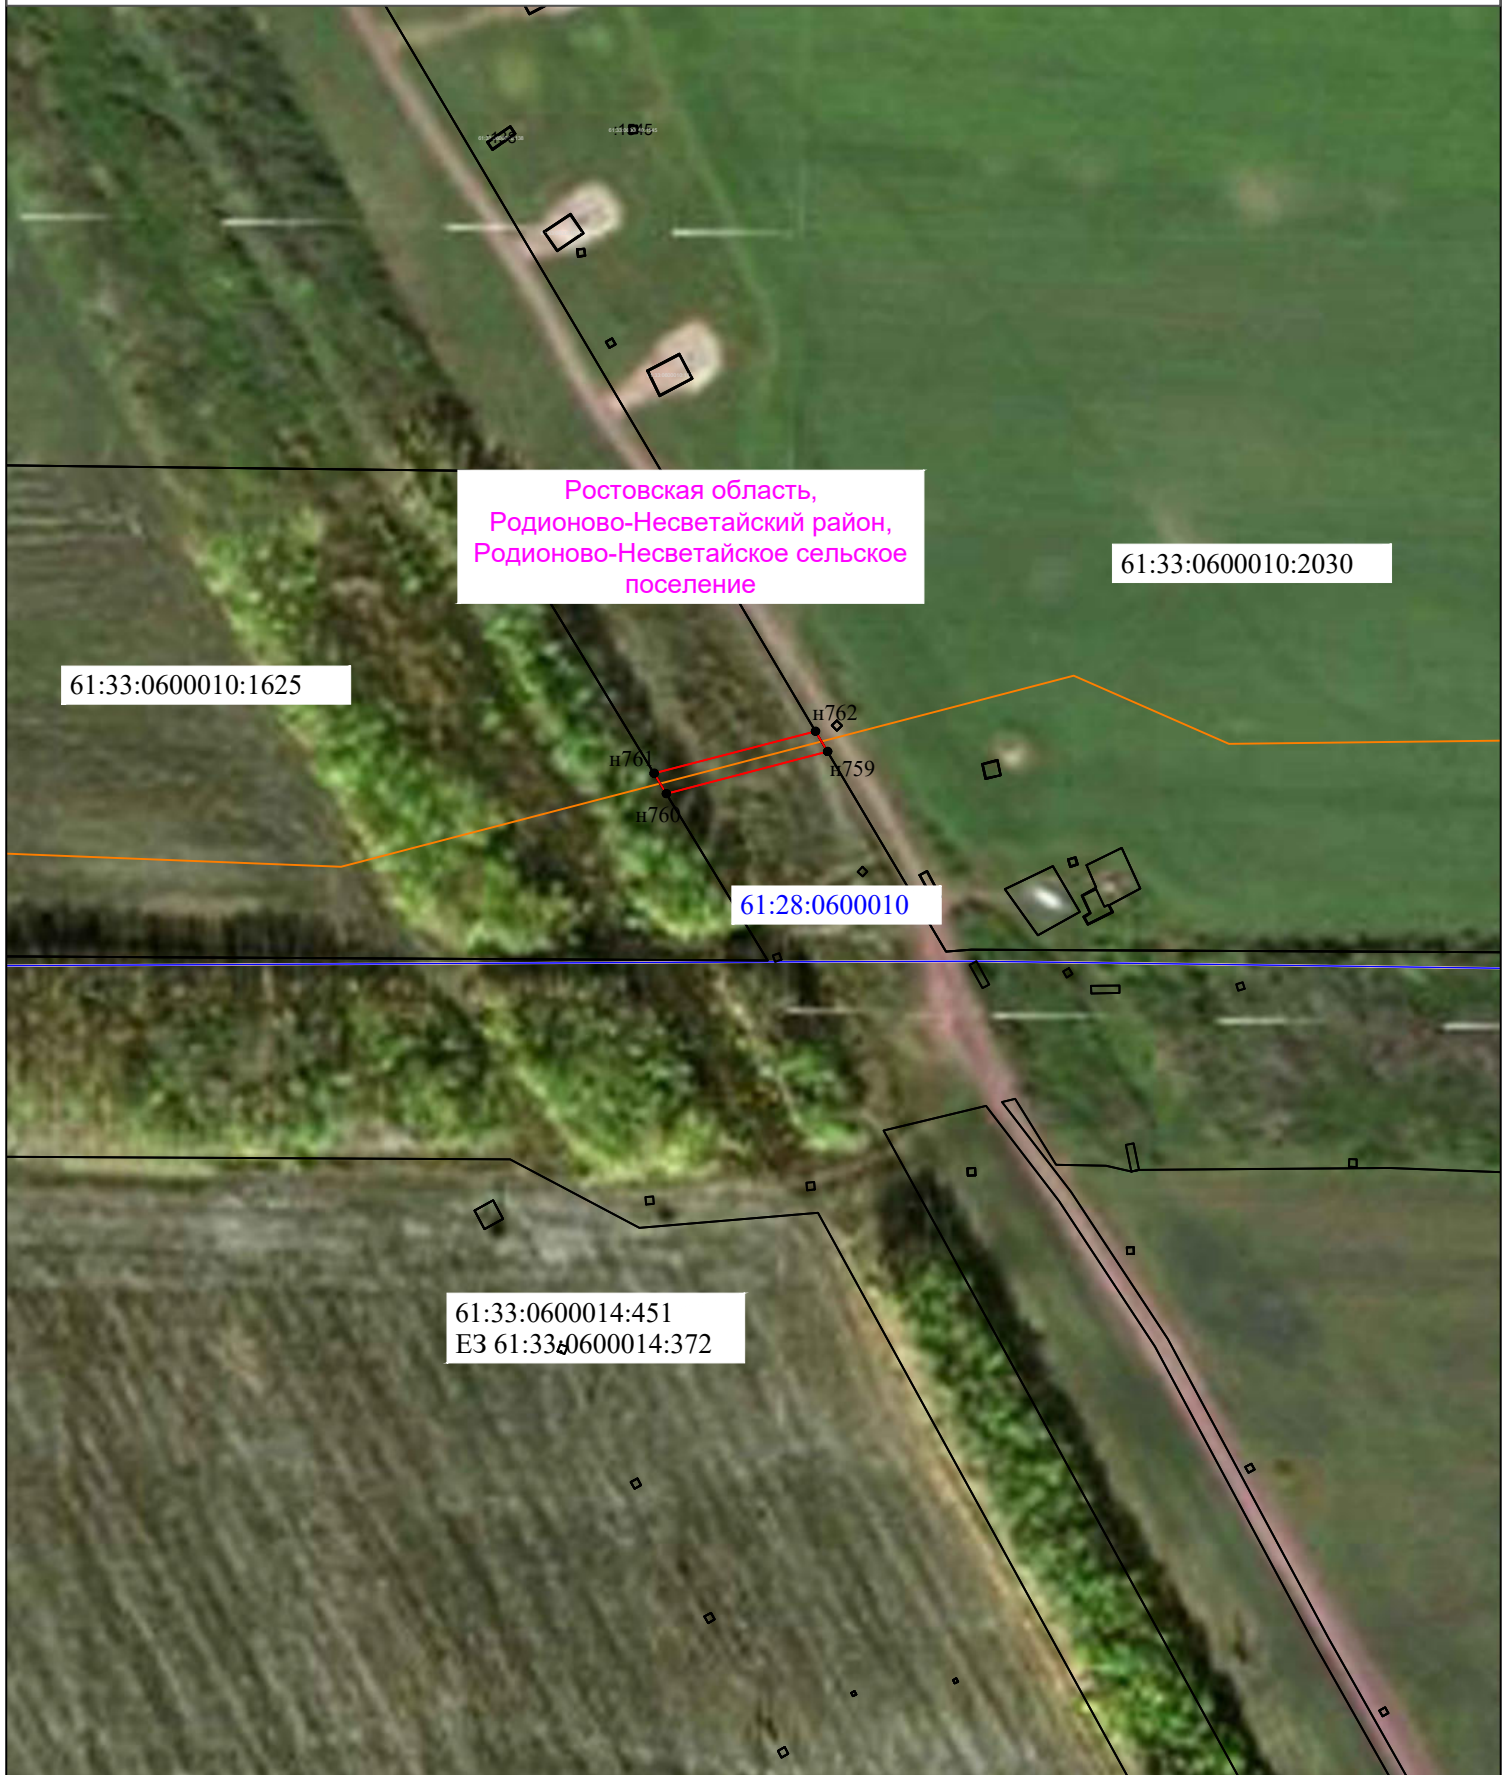 Ростовская область,
Родионово-Несветайский район,
Родионово-Несветайское сельское
поселение
61:33:0600010:2030
61:33:0600010:1625
н762
н761
н759
н760
61:28:0600010
61:33:0600014:451
ЕЗ 61:33:0600014:372